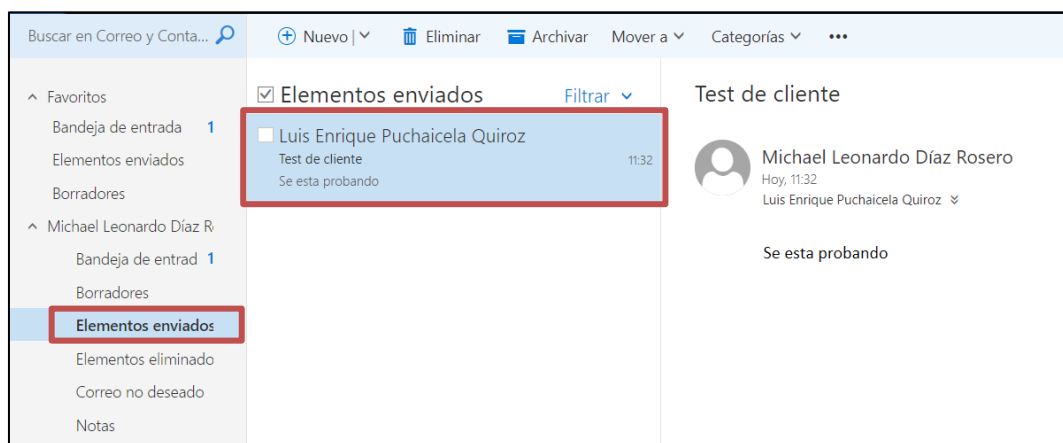 Buscar en Correo y Conta...
Nuevo | Eliminar Archivar Mover a Categorías •••
Favoritos
Bandeja de entrada 1
Elementos enviados
Borradores
Michael Leonardo Díaz R
Bandeja de entrad 1
Borradores
Elementos enviados
Elementos eliminado
Correo no deseado
Notas
Elementos enviados Filtrar
Luis Enrique Puchaicela Quiroz
Test de cliente 11:32
Se esta probando
Test de cliente
Michael Leonardo Díaz Rosero
Hoy, 11:32
Luis Enrique Puchaicela Quiroz
Se esta probando